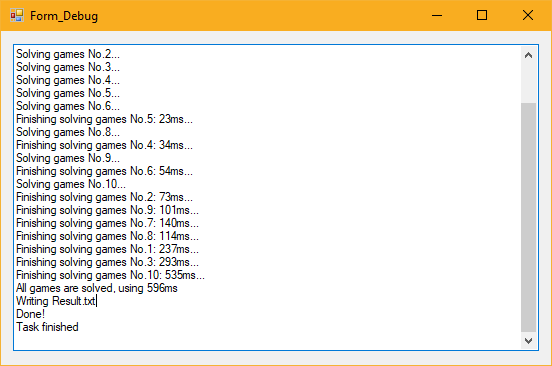 Form_Debug
Solving games No.2...
Solving games No.3...
Solving games No.4...
Solving games No.5...
Solving games No.6...
Finishing solving games No.5: 23ms...
Solving games No.8...
Finishing solving games No.4: 34ms...
Solving games No.9...
Finishing solving games No.6: 54ms...
Solving games No.10...
Finishing solving games No.2: 73ms...
Finishing solving games No.9: 101ms...
Finishing solving games No.7: 140ms...
Finishing solving games No.8: 114ms...
Finishing solving games No.1: 237ms...
Finishing solving games No.3: 293ms...
Finishing solving games No.10: 535ms...
All games are solved, using 596ms
Writing Result.txt
Done!
Task finished